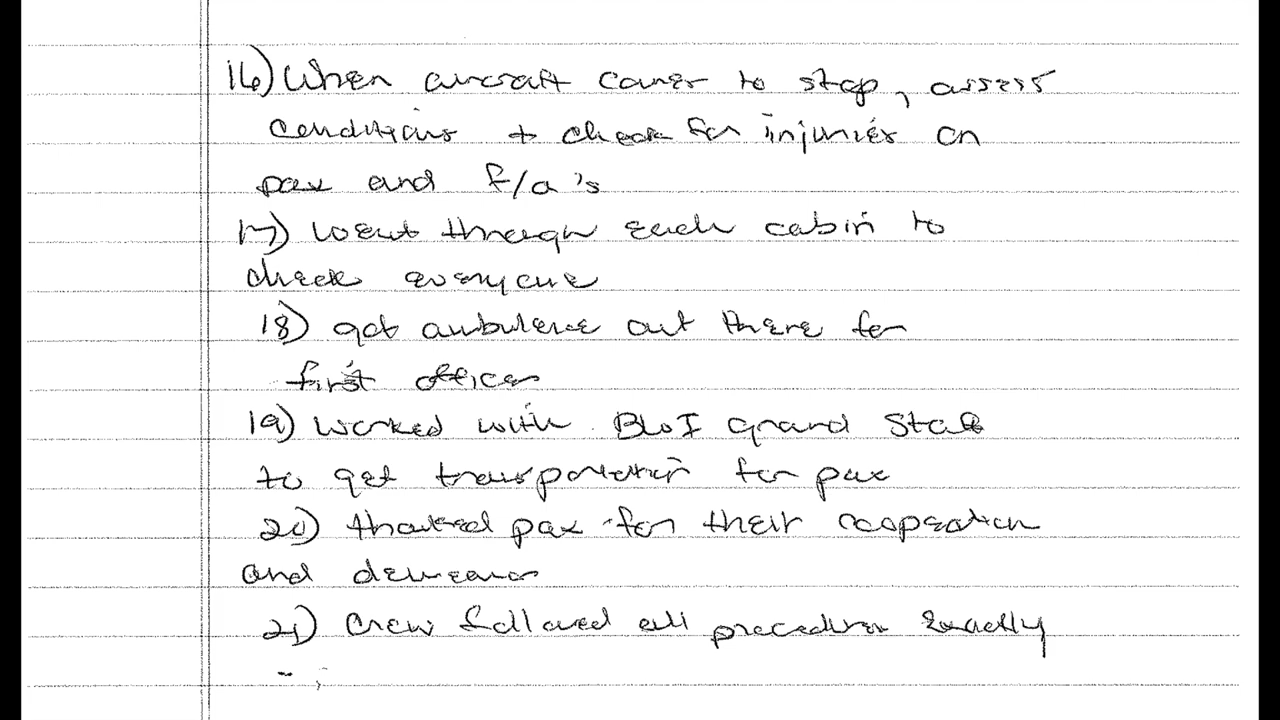 16) When aircraft comes to stop, assess
conditions + check for injuries on
pax and f/a's
17) Went through each cabin to
check everyone
18) got ambulence out there for
first officer
19) Worked with BWI ground Staff
to get transportation for pax
20) thanked pax for their cooperation
and demeanor
21) Crew followed all procedures exactly